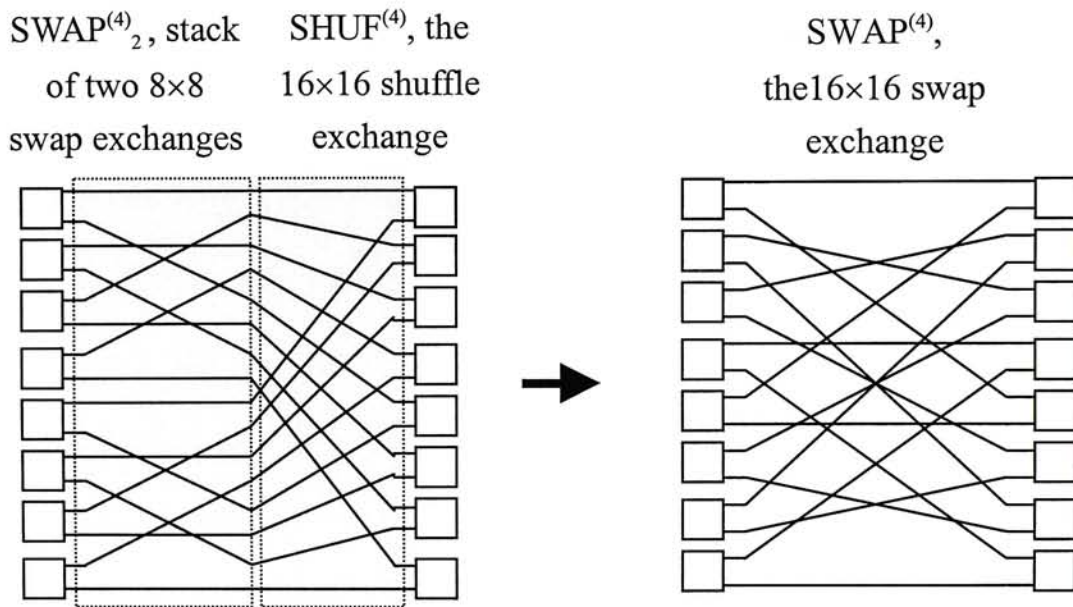 SWAP⁽⁴⁾₂, stack
of two 8×8
swap exchanges
SHUF⁽⁴⁾, the
16×16 shuffle
exchange
SWAP⁽⁴⁾,
the16×16 swap
exchange